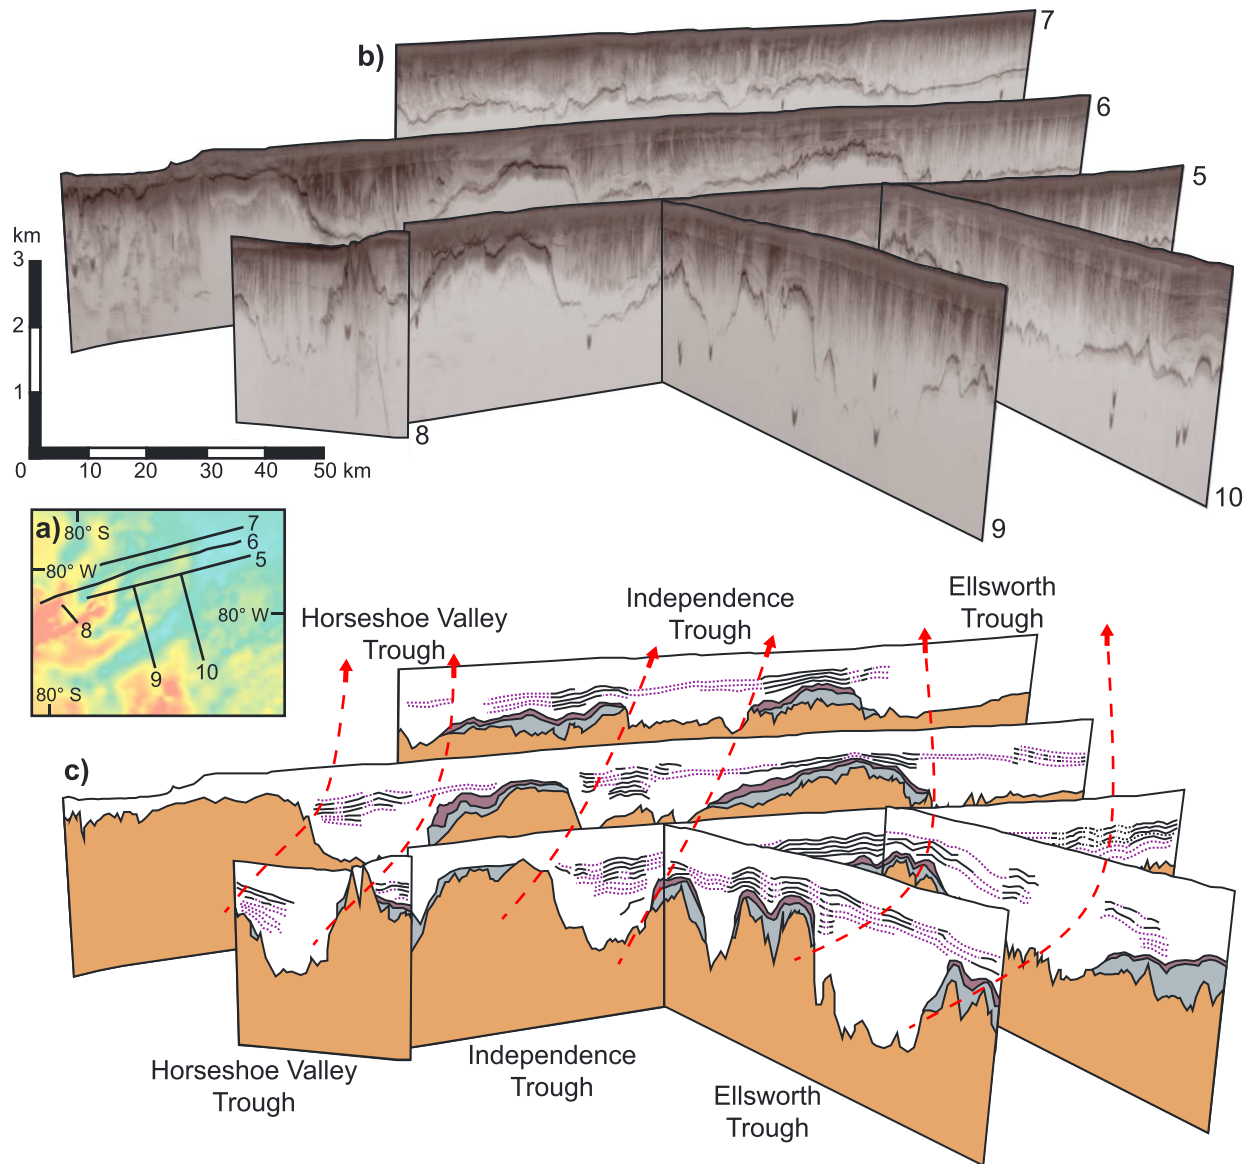 b)
7
6
5
km
3
2
1
0
10 20 30 40 50 km
8
9
10
a)
80° S
7
6
5
80° W
80° W
8
9
10
80° S
Horseshoe Valley
Trough
Independence
Trough
Ellsworth
Trough
c)
Horseshoe Valley
Trough
Independence
Trough
Ellsworth
Trough